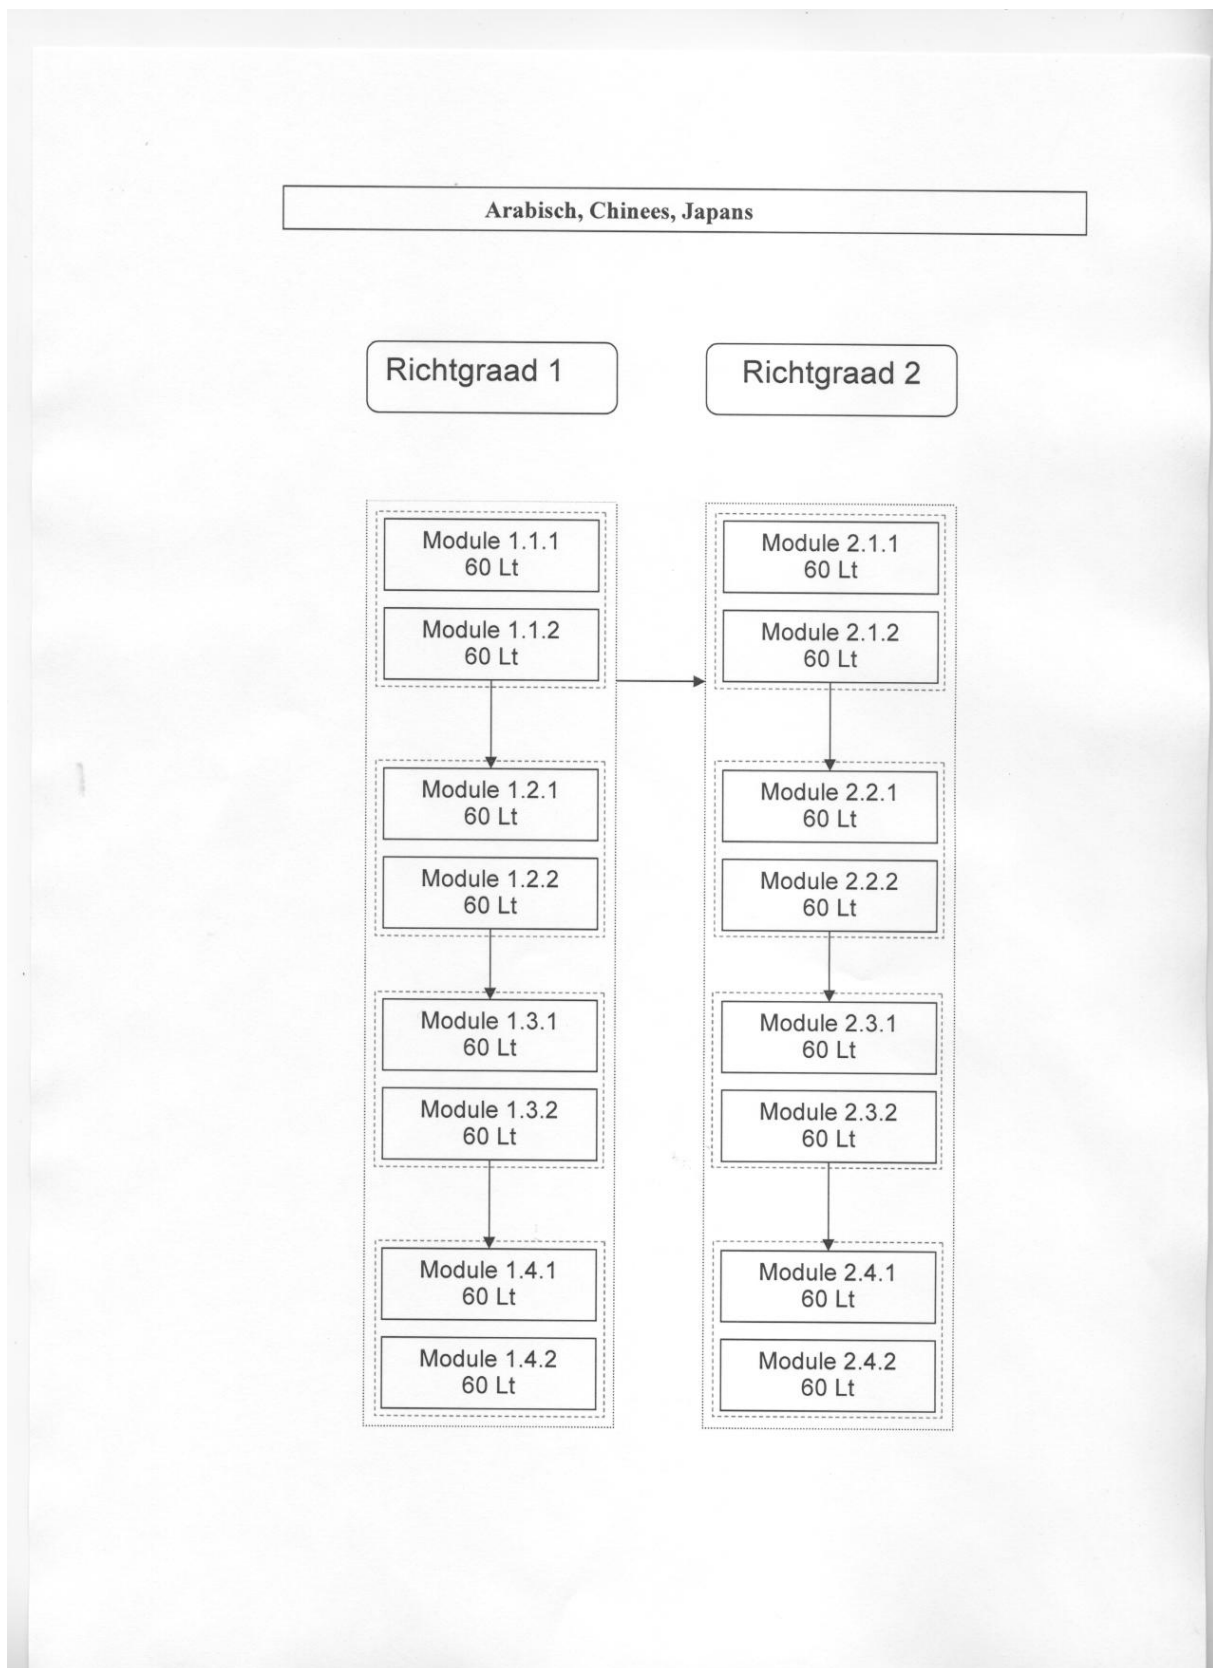 Arabisch, Chinees, Japans
Richtgraad 1
Richtgraad 2
Module 1.1.1
60 Lt
Module 1.1.2
60 Lt
Module 1.2.1
60 Lt
Module 1.2.2
60 Lt
Module 1.3.1
60 Lt
Module 1.3.2
60 Lt
Module 1.4.1
60 Lt
Module 1.4.2
60 Lt
Module 2.1.1
60 Lt
Module 2.1.2
60 Lt
Module 2.2.1
60 Lt
Module 2.2.2
60 Lt
Module 2.3.1
60 Lt
Module 2.3.2
60 Lt
Module 2.4.1
60 Lt
Module 2.4.2
60 Lt